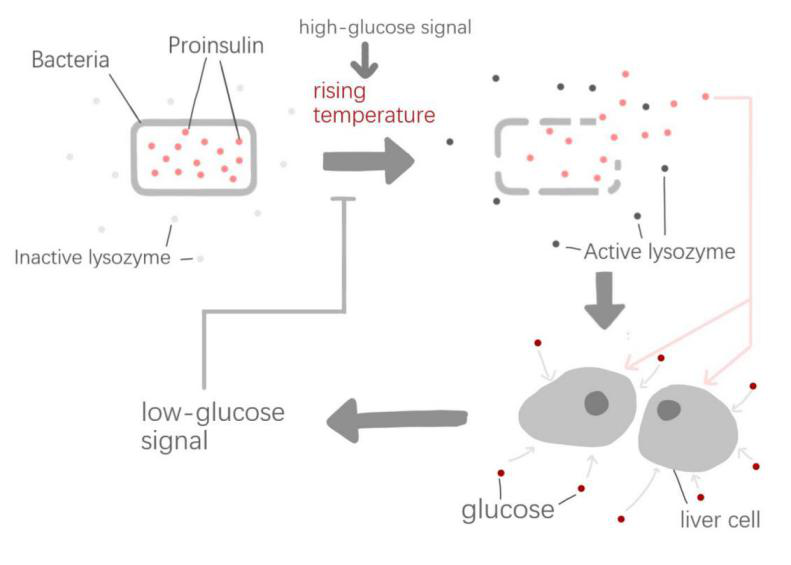 high-glucose signal
Proinsulin
Bacteria
rising
temperature
Inactive lysozyme
Active lysozyme
low-glucose
signal
glucose
liver cell